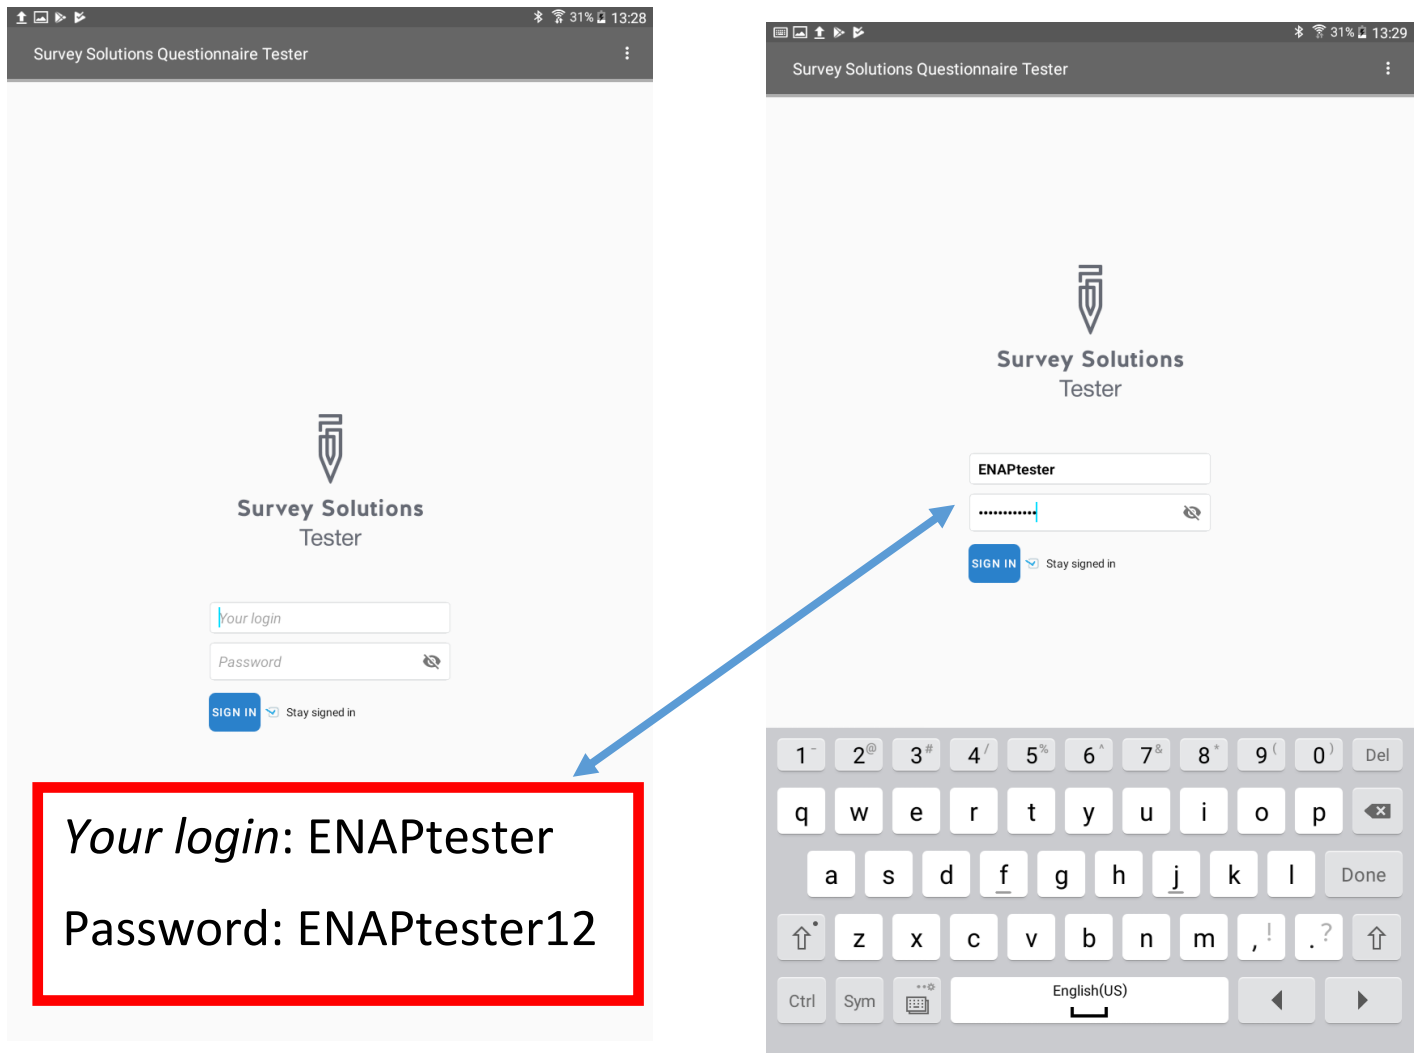 31% 13:28
Survey Solutions Questionnaire Tester
Survey Solutions
Tester
Your login
Password
SIGN IN Stay signed in
Your login: ENAPtester
Password: ENAPtester12
31% 13:29
Survey Solutions Questionnaire Tester
Survey Solutions
Tester
ENAPtester
••••••••••••
SIGN IN Stay signed in
1 - 2 @ 3 # 4 / 5 % 6 ^ 7 & 8 * 9 ( 0 ) Del
q w e r t y u i o p
a s d f g h j k l Done
z x c v b n m , ! . ?
Ctrl Sym English(US)